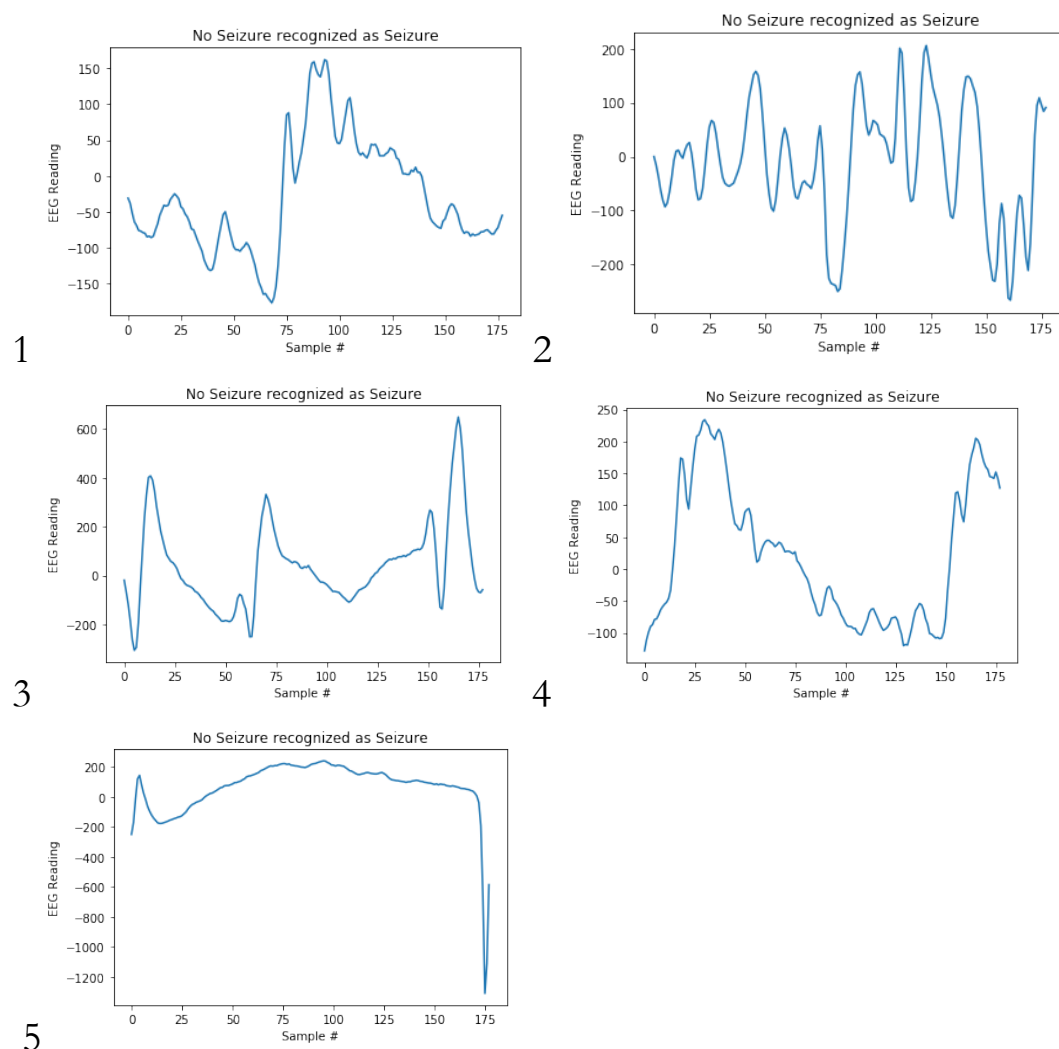 No Seizure recognized as Seizure
150
100
50
0
−50
−100
−150
EEG Reading
0 25 50 75 100 125 150 175
Sample #
1
No Seizure recognized as Seizure
200
100
0
−100
−200
EEG Reading
0 25 50 75 100 125 150 175
Sample #
2
No Seizure recognized as Seizure
600
400
200
0
−200
EEG Reading
0 25 50 75 100 125 150 175
Sample #
3
No Seizure recognized as Seizure
250
200
150
100
50
0
−50
−100
EEG Reading
0 25 50 75 100 125 150 175
Sample #
4
No Seizure recognized as Seizure
200
0
−200
−400
−600
−800
−1000
−1200
EEG Reading
0 25 50 75 100 125 150 175
Sample #
5